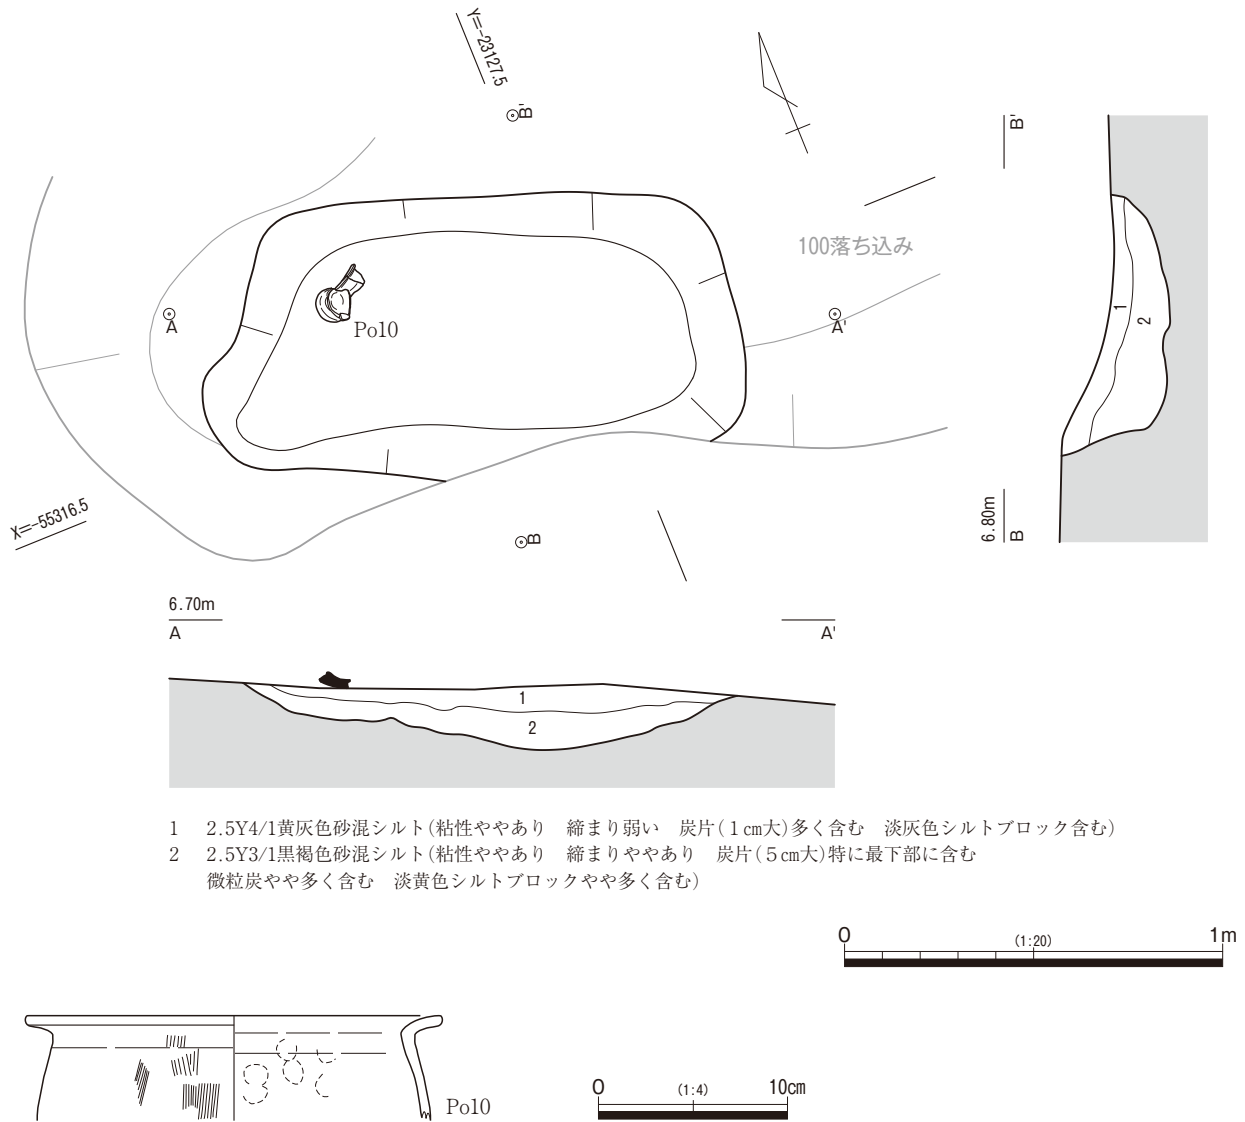 Y=-23127.5
B'
B'
100落ち込み
A
Po10
A'
1
2
X=-55316.5
B
6.80m
B
6.70m
A
A'
1
2
1　2.5Y4/1黄灰色砂混シルト(粘性ややあり　締まり弱い　炭片(1㎝大)多く含む　淡灰色シルトブロック含む)
2　2.5Y3/1黒褐色砂混シルト(粘性ややあり　締まりややあり　炭片(5㎝大)特に最下部に含む
微粒炭やや多く含む　淡黄色シルトブロックやや多く含む)
0 (1:20) 1m
Po10
0 (1:4) 10㎝